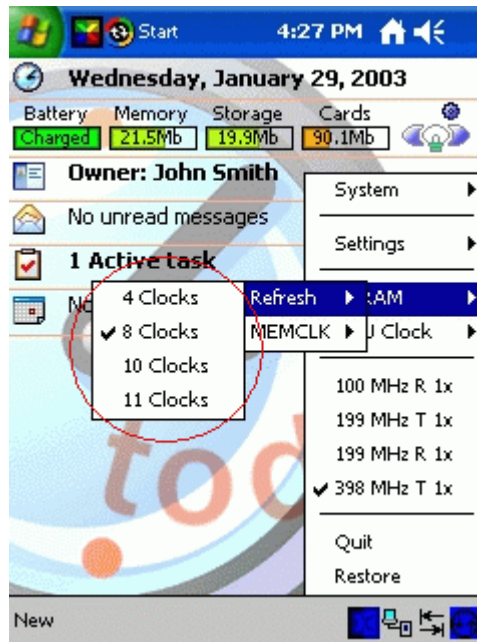 Start 4:27 PM
Wednesday, January 29, 2003
Battery Memory Storage Cards
Charged 21.5Mb 19.9Mb 90.1Mb
Owner: John Smith
No unread messages
1 Active task
System
Settings
4 Clocks
8 Clocks
10 Clocks
11 Clocks
Refresh
MEMCLK
Clock
100 MHz R 1x
199 MHz T 1x
199 MHz R 1x
398 MHz T 1x
Quit
Restore
tod
New